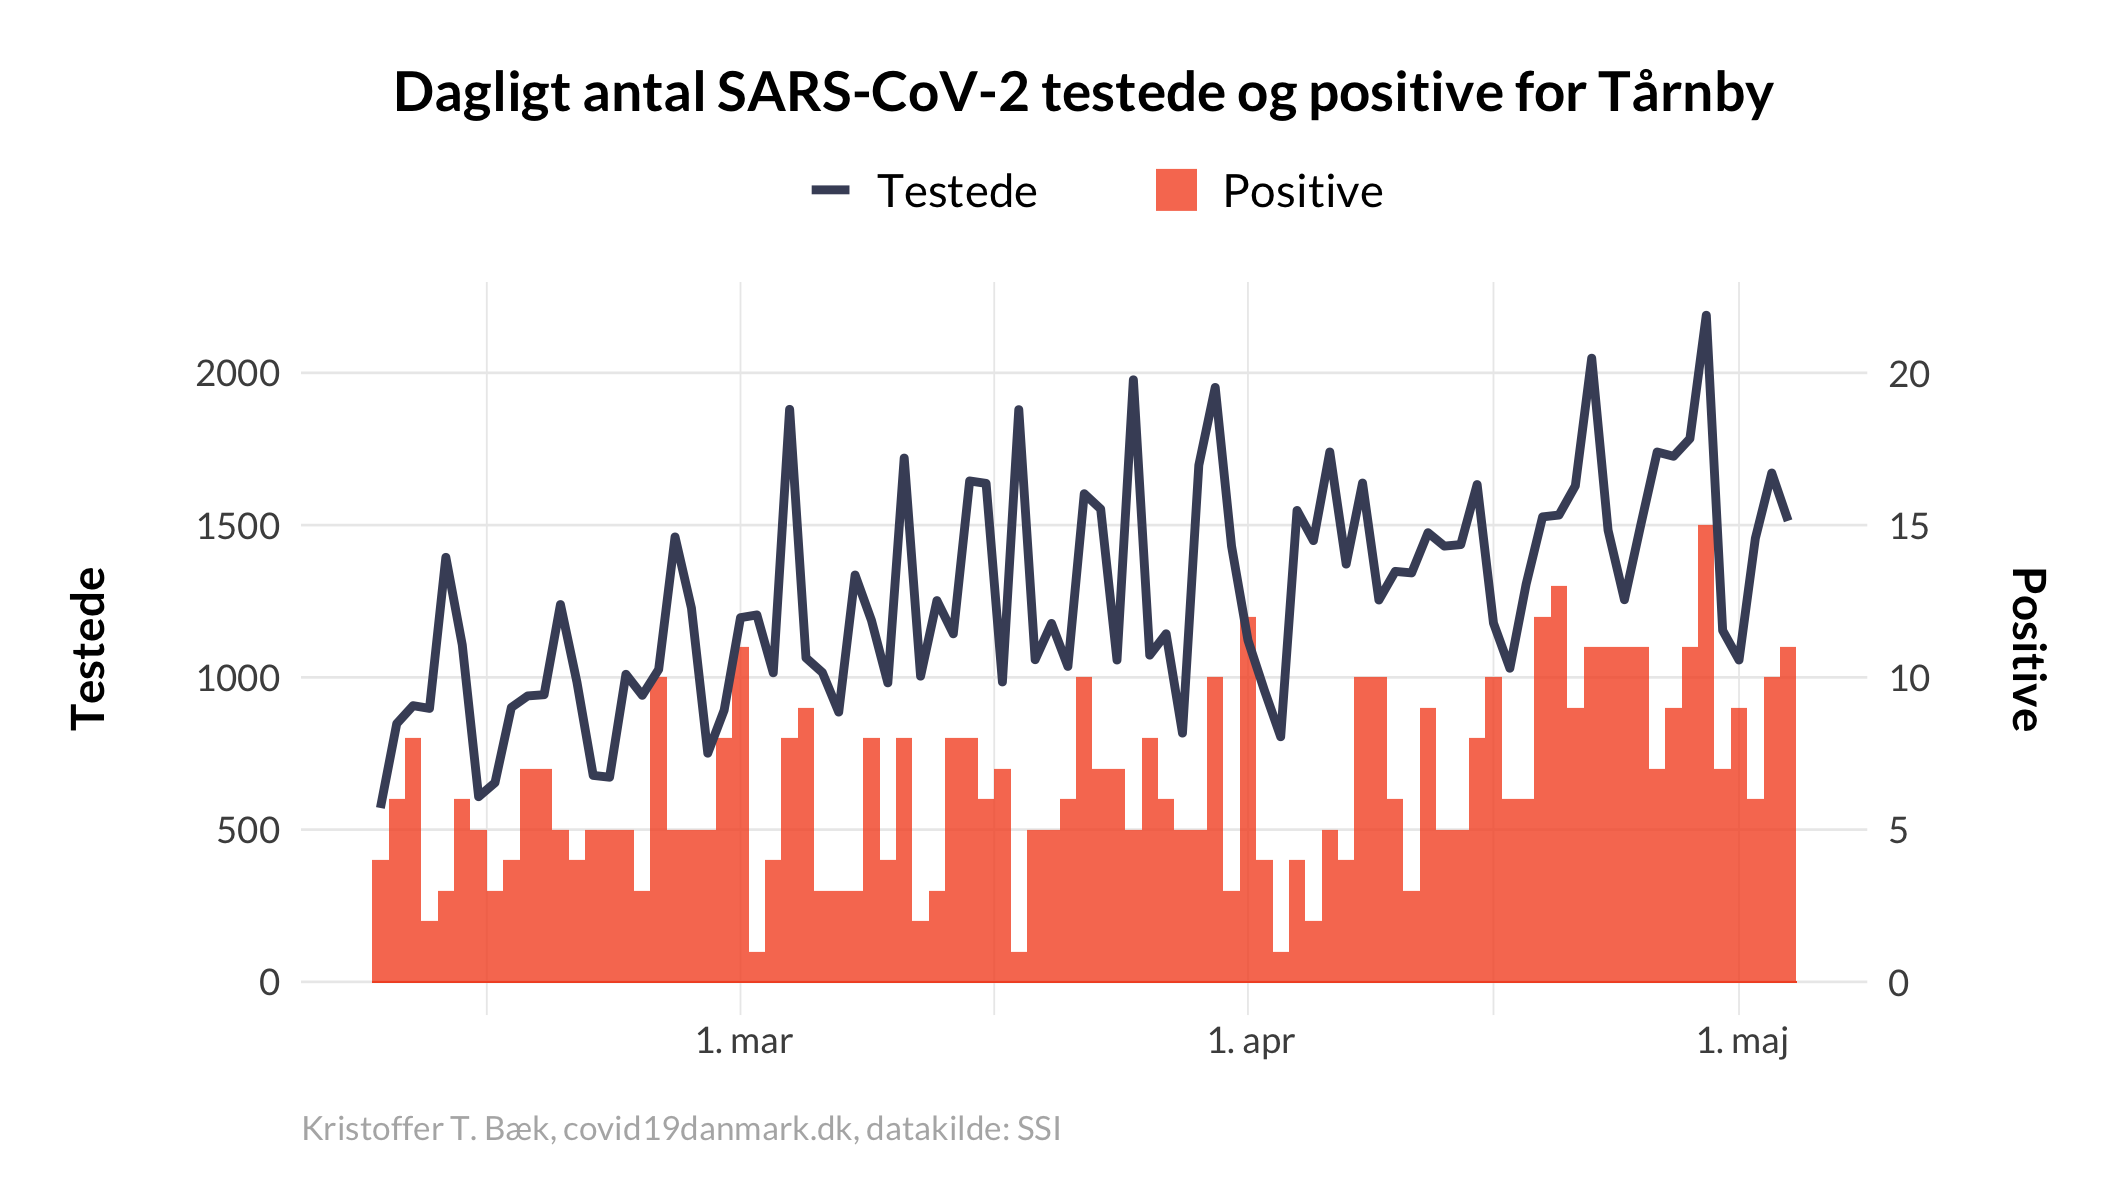 Dagligt antal SARS-CoV-2 testede og positive for Tårnby
Testede
Positive
2000
1500
1000
500
0
20
15
10
5
0
Testede
Positive
1. mar
1. apr
1. maj
Kristoffer T. Bæk, covid19danmark.dk, datakilde: SSI